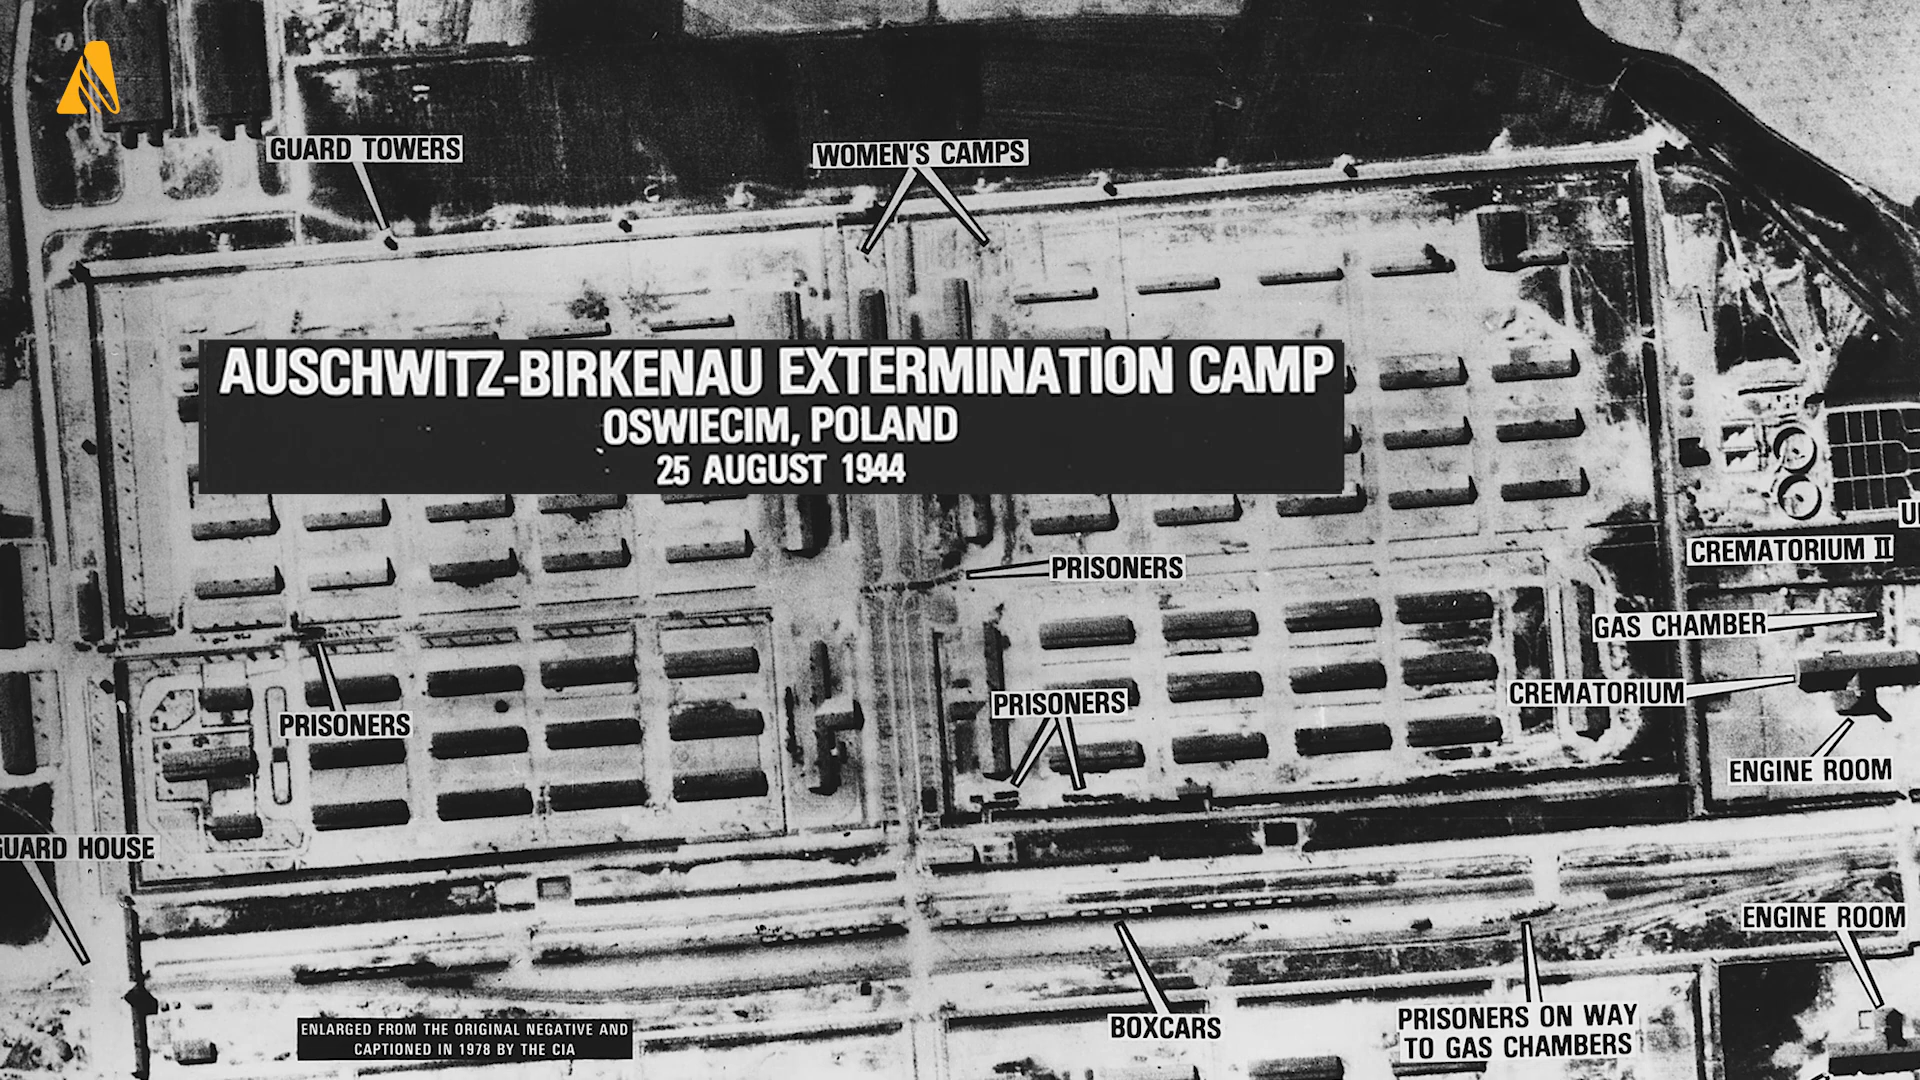 GUARD TOWERS
WOMEN'S CAMPS
AUSCHWITZ-BIRKENAU EXTERMINATION CAMP
OSWIECIM, POLAND
25 AUGUST 1944
CREMATORIUM II
PRISONERS
GAS CHAMBER
CREMATORIUM
PRISONERS
PRISONERS
ENGINE ROOM
GUARD HOUSE
ENGINE ROOM
BOXCARS
PRISONERS ON WAY
TO GAS CHAMBERS
ENLARGED FROM THE ORIGINAL NEGATIVE AND
CAPTIONED IN 1978 BY THE CIA